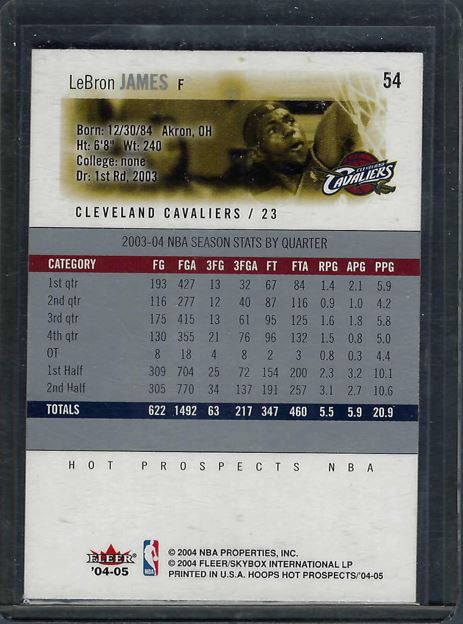 LeBron JAMES F 54
Born: 12/30/84 Akron, OH
Ht: 6'8" Wt: 240
College: none
Dr: 1st Rd, 2003
CLEVELAND
CAVALIERS
CLEVELAND CAVALIERS / 23
2003-04 NBA SEASON STATS BY QUARTER
CATEGORY FG FGA 3FG 3FGA FT FTA RPG APG PPG
1st qtr 193 427 13 32 67 84 1.4 2.1 5.9
2nd qtr 116 277 12 40 87 116 0.9 1.0 4.2
3rd qtr 175 415 13 61 95 125 1.6 1.8 5.8
4th qtr 130 355 21 76 96 132 1.5 0.8 5.0
OT 8 18 4 8 2 3 0.8 0.3 4.4
1st Half 309 704 25 72 154 200 2.3 3.2 10.1
2nd Half 305 770 34 137 191 257 3.1 2.7 10.6
TOTALS 622 1492 63 217 347 460 5.5 5.9 20.9
HOT PROSPECTS NBA
FLEER
'04-05
NBA
© 2004 NBA PROPERTIES, INC.
© 2004 FLEER/SKYBOX INTERNATIONAL LP
PRINTED IN U.S.A. HOOPS HOT PROSPECTS/'04-05